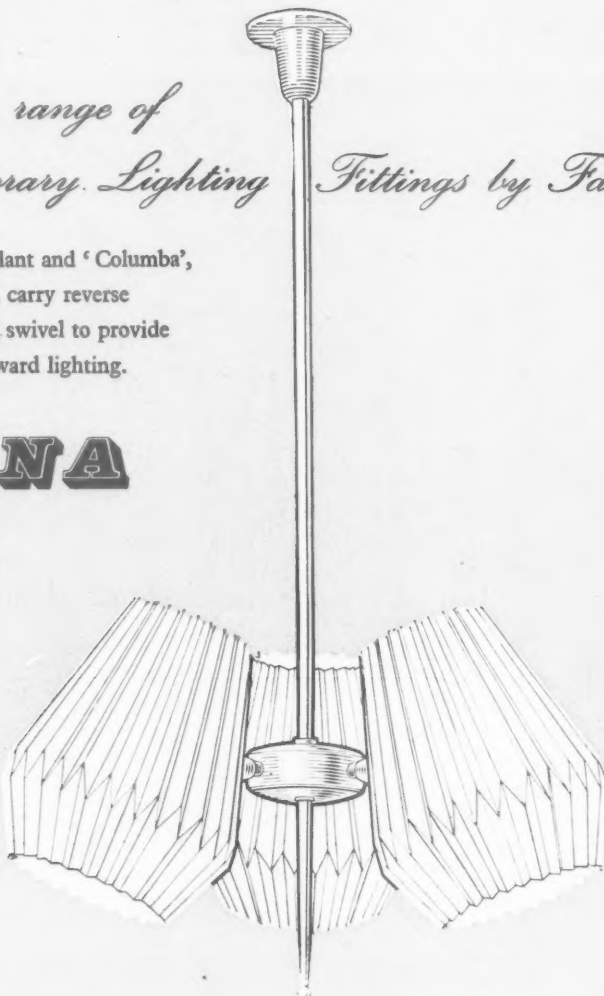 range of
rary. Lighting Fittings by Fa
lant and ‘ Columba’,
carry reverse
swivel to provide
ward lighting.
NA